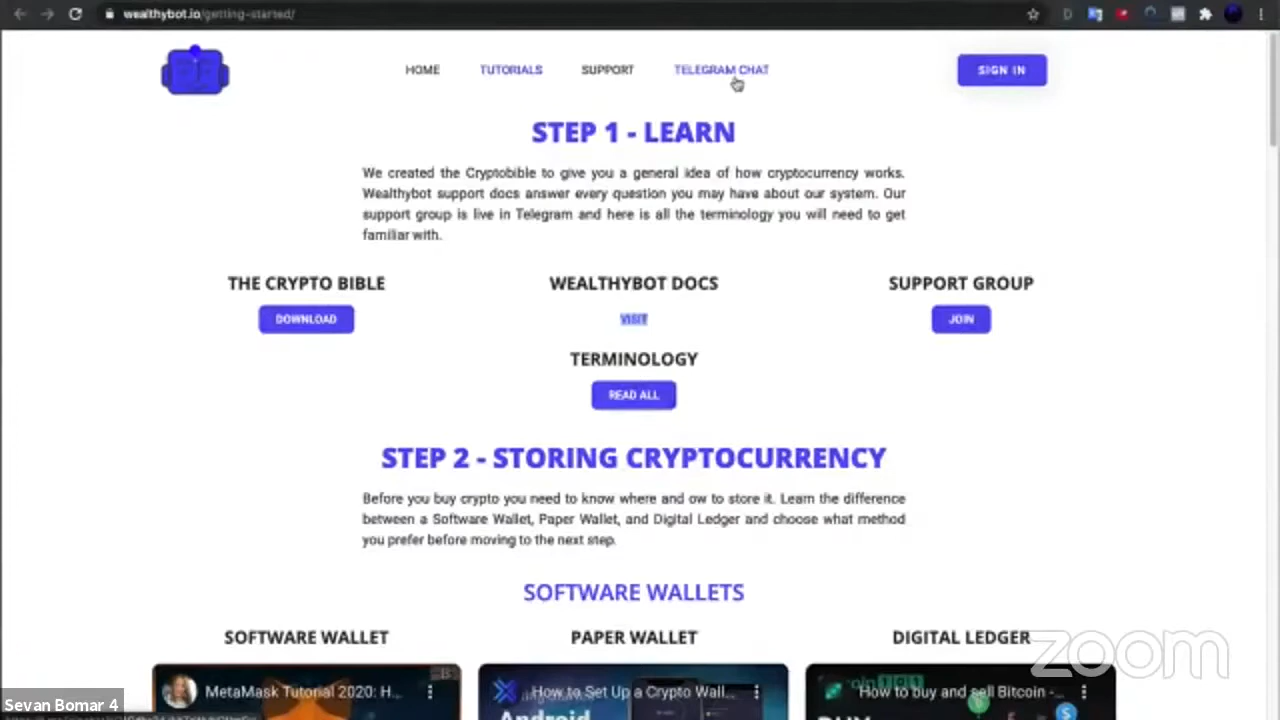 wealthybot.io/getting-started/
HOME TUTORIALS SUPPORT TELEGRAM CHAT SIGN IN
STEP 1 - LEARN
We created the Cryptobible to give you a general idea of how cryptocurrency works.
Wealthybot support docs answer every question you may have about our system. Our
support group is live in Telegram and here is all the terminology you will need to get
familiar with.
THE CRYPTO BIBLE WEALTHYBOT DOCS SUPPORT GROUP
DOWNLOAD VISIT JOIN
TERMINOLOGY
READ ALL
STEP 2 - STORING CRYPTOCURRENCY
Before you buy crypto you need to know where and ow to store it. Learn the difference
between a Software Wallet, Paper Wallet, and Digital Ledger and choose what method
you prefer before moving to the next step.
SOFTWARE WALLETS
SOFTWARE WALLET PAPER WALLET DIGITAL LEDGER
MetaMask Tutorial 2020: H... How to Set Up a Crypto Wall... How to buy and sell Bitcoin -...
Android
zoom
Sevan Bomar 4